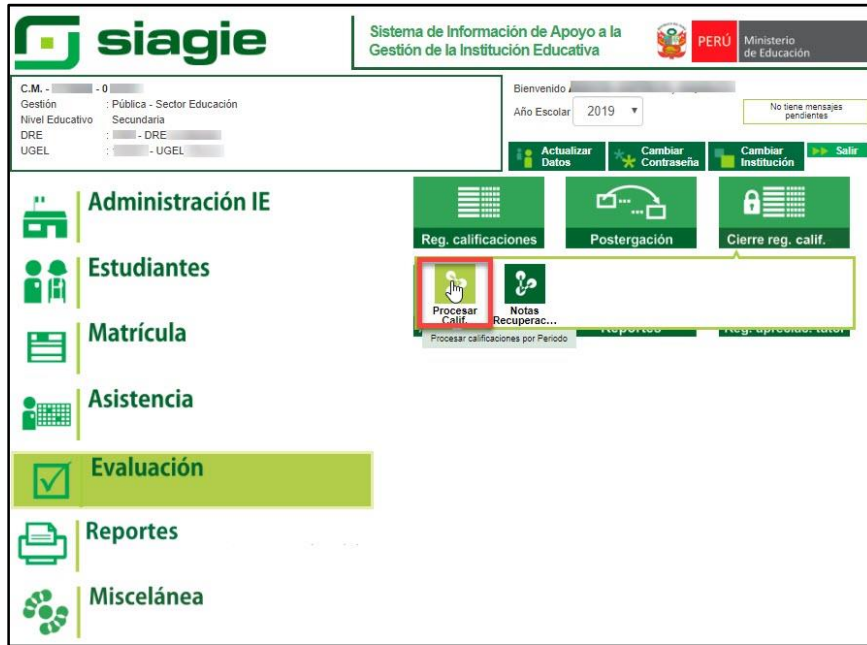 siagie
Sistema de Información de Apoyo a la
Gestión de la Institución Educativa
PERÚ
Ministerio
de Educación
C.M. - - 0
Gestión : Pública - Sector Educación
Nivel Educativo Secundaria
DRE : - DRE
UGEL : - UGEL
Bienvenido
Año Escolar 2019
No tiene mensajes
pendientes
Actualizar
Datos
Cambiar
Contraseña
Cambiar
Institución
Salir
Administración IE
Estudiantes
Matrícula
Asistencia
Evaluación
Reportes
Miscelánea
Reg. calificaciones
Postergación
Cierre reg. calif.
Procesar
Calif.
Notas
Recuperac...
Reportes
Reg. apreciac. tutor
Procesar calificaciones por Periodo